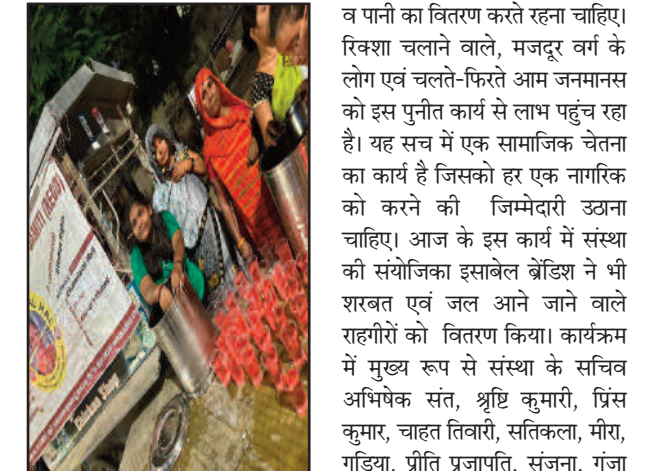 व पानी का वितरण करते रहना चाहिए।
रिक्शा चलाने वाले, मजदूर वर्ग के
लोग एवं चलते-फिरते आम जनमानस
को इस पुनीत कार्य से लाभ पहुंच रहा
है। यह सच में एक सामाजिक चेतना
का कार्य है जिसको हर एक नागरिक
को करने की जिम्मेदारी उठाना
चाहिए। आज के इस कार्य में संस्था
की संयोजिका इसाबेल ब्रेंडिश ने भी
शरबत एवं जल आने जाने वाले
राहगीरों को वितरण किया। कार्यक्रम
में मुख्य रूप से संस्था के सचिव
अभिषेक संत, श्रृष्टि कुमारी, प्रिंस
कुमार, चाहत तिवारी, सतिकला, मीरा,
गुड़िया, प्रीति प्रजापति, संजना, गुंजा
Chicken Shop